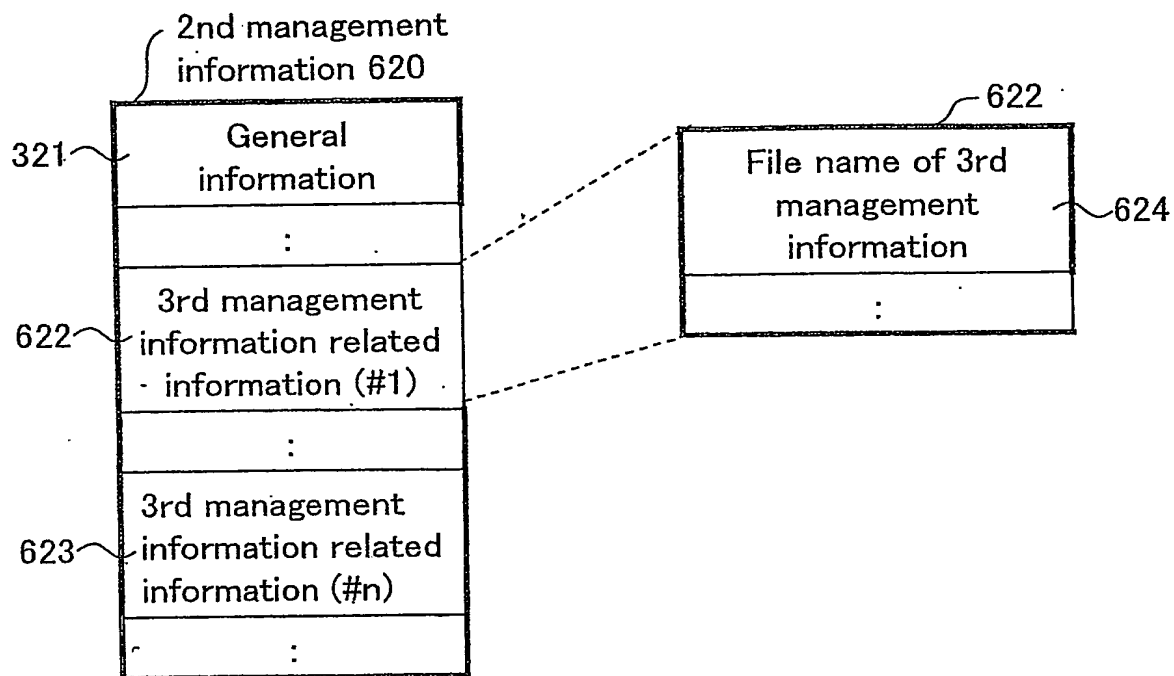 2nd management
information 620
321
General
information
:
622
3rd management
information related
information (#1)
:
623
3rd management
information related
information (#n)
:
622
File name of 3rd
management
information
624
: